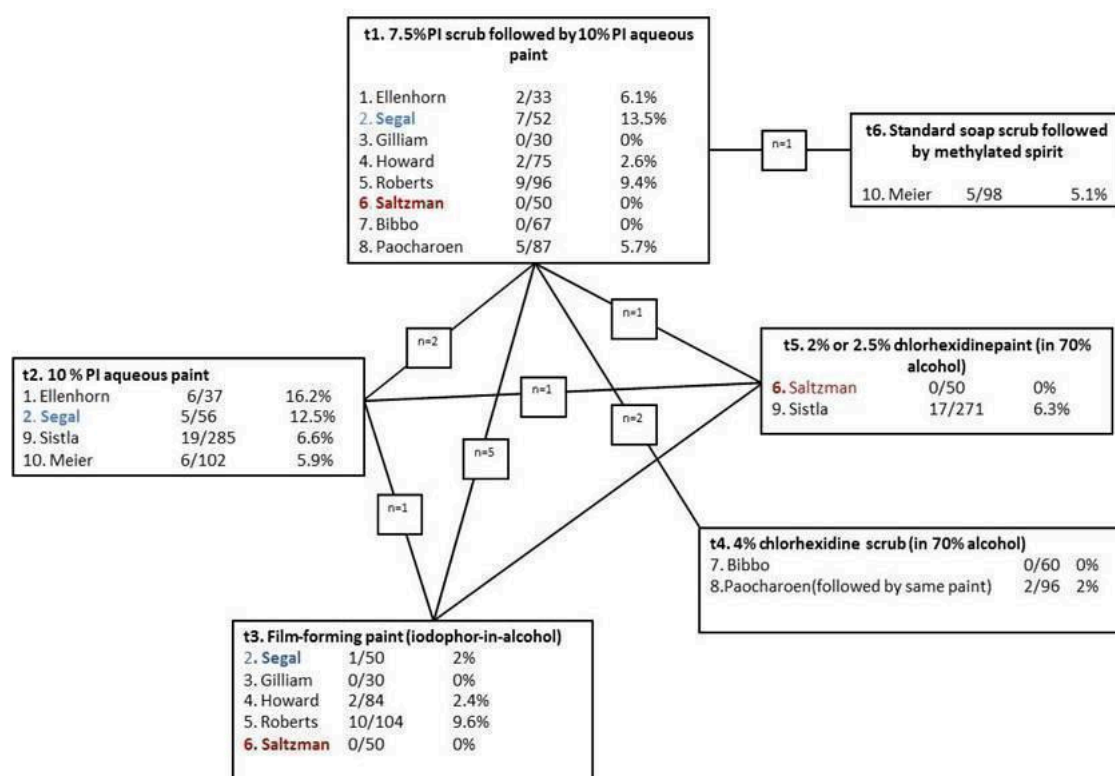 t1. 7.5%PI scrub followed by 10% PI aqueous
paint
1. Ellenhorn 2/33 6.1%
2. Segal 7/52 13.5%
3. Gilliam 0/30 0%
4. Howard 2/75 2.6%
5. Roberts 9/96 9.4%
6. Saltzman 0/50 0%
7. Bibbo 0/67 0%
8. Paocharoen 5/87 5.7%
n=1
t6. Standard soap scrub followed
by methylated spirit
10. Meier 5/98 5.1%
n=2
n=1
t2. 10 % PI aqueous paint
1. Ellenhorn 6/37 16.2%
2. Segal 5/56 12.5%
9. Sistla 19/285 6.6%
10. Meier 6/102 5.9%
n=1
t5. 2% or 2.5% chlorhexidinepaint (in 70%
alcohol)
6. Saltzman 0/50 0%
9. Sistla 17/271 6.3%
n=2
n=5
n=1
t4. 4% chlorhexidine scrub (in 70% alcohol)
7. Bibbo 0/60 0%
8.Paocharoen(followed by same paint) 2/96 2%
t3. Film-forming paint (iodophor-in-alcohol)
2. Segal 1/50 2%
3. Gilliam 0/30 0%
4. Howard 2/84 2.4%
5. Roberts 10/104 9.6%
6. Saltzman 0/50 0%